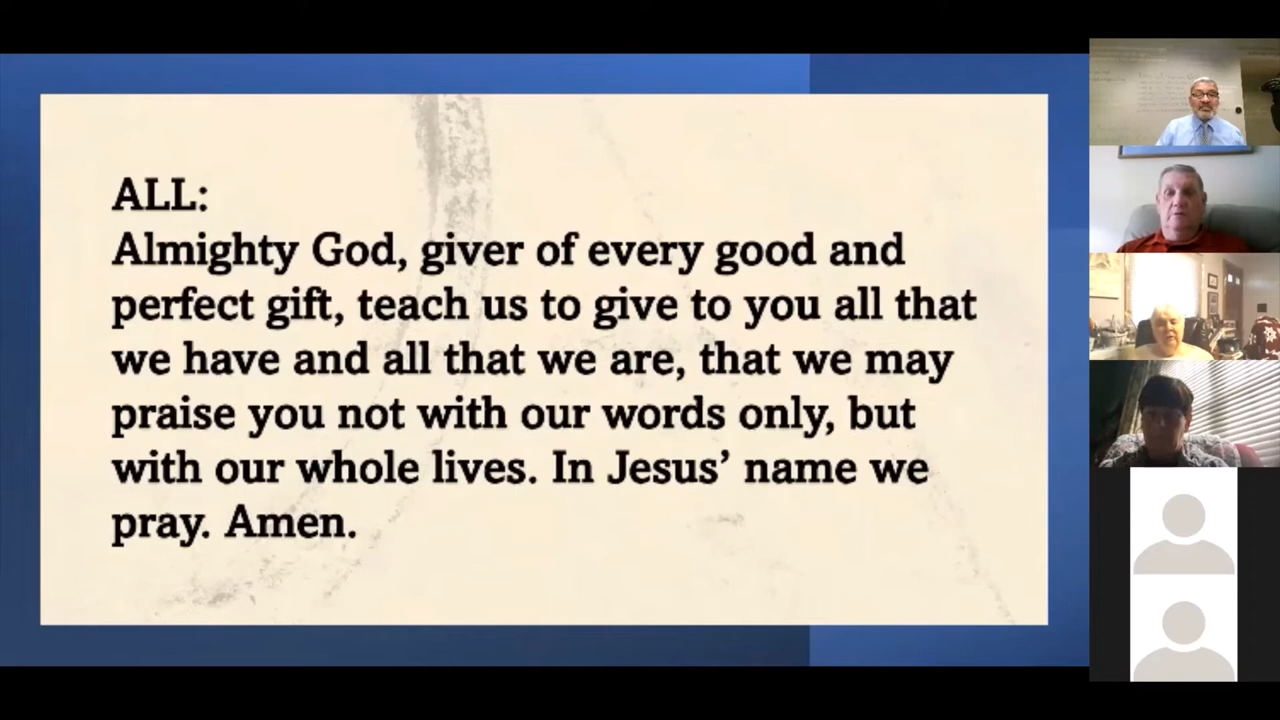 ALL:
Almighty God, giver of every good and
perfect gift, teach us to give to you all that
we have and all that we are, that we may
praise you not with our words only, but
with our whole lives. In Jesus’ name we
pray. Amen.